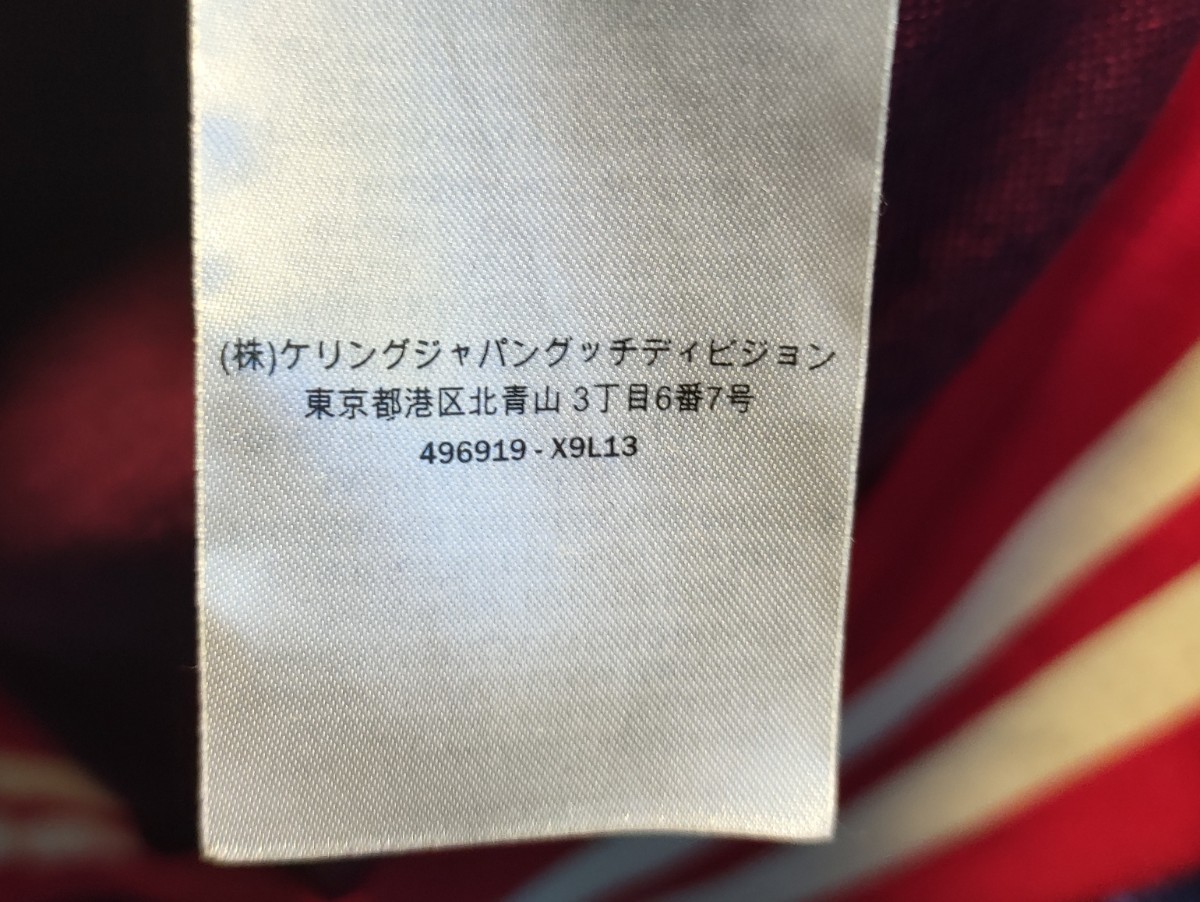 (株)ケリングジャパングッチディビジョン
東京都港区北青山 3丁目6番7号
496919 - X9L13